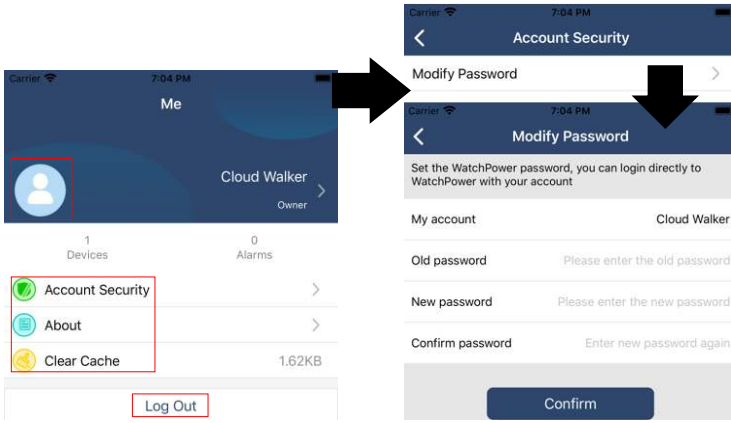 Carrier 7:04 PM
Me
Cloud Walker
Owner
1 0
Devices Alarms
Account Security
About
Clear Cache 1.62KB
Log Out
Carrier 7:04 PM
Account Security
Modify Password
Carrier 7:04 PM
Modify Password
Set the WatchPower password, you can login directly to
WatchPower with your account
My account Cloud Walker
Old password Please enter the old password
New password Please enter the new password
Confirm password Enter new password again
Confirm